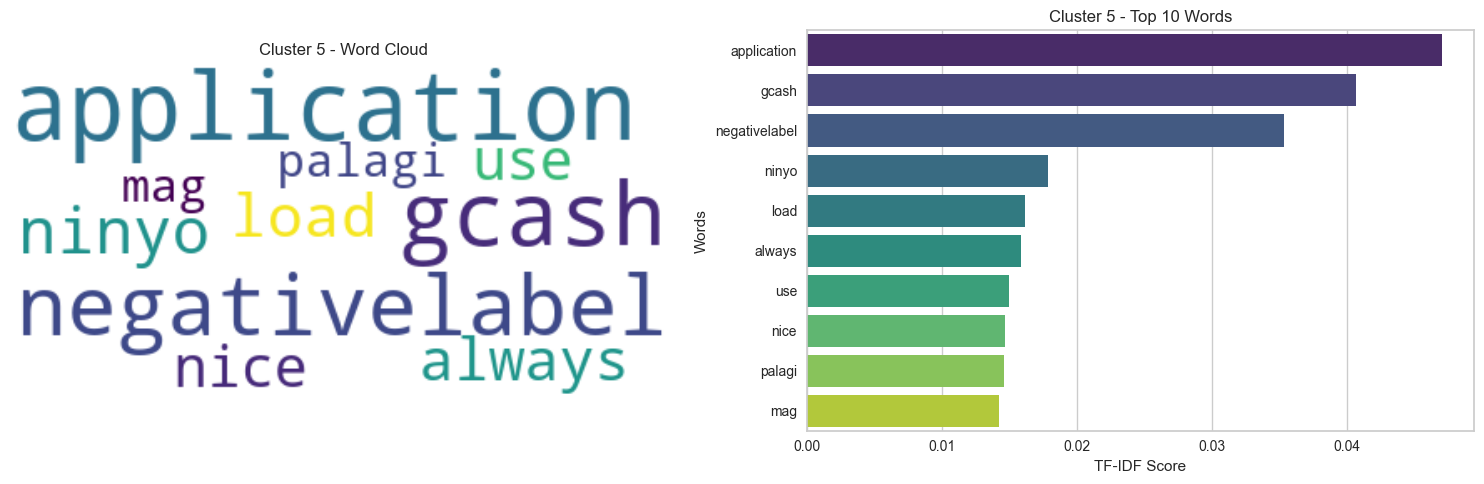 Cluster 5 - Word Cloud
application
palagi use
mag
ninyo load gcash
negativelabel
nice always
Cluster 5 - Top 10 Words
Words
application
gcash
negativelabel
ninyo
load
always
use
nice
palagi
mag
0.00 0.01 0.02 0.03 0.04
TF-IDF Score